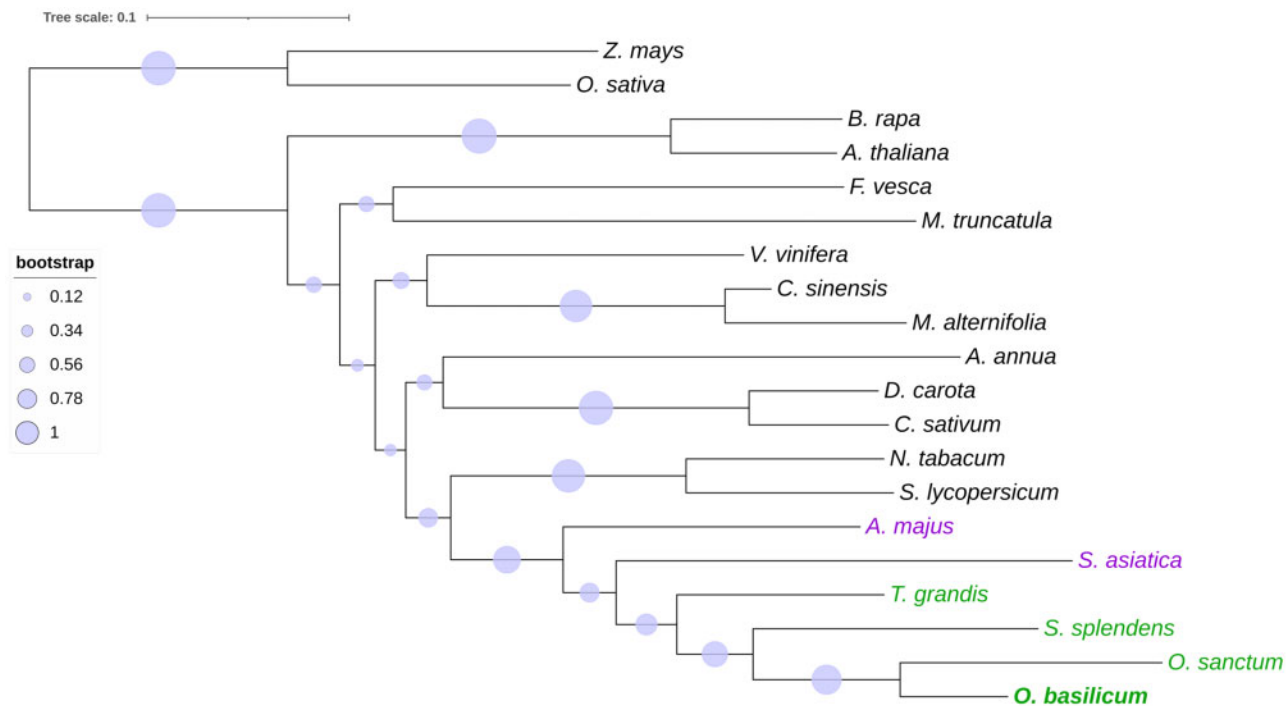 Tree scale: 0.1
Z. mays
O. sativa
B. rapa
A. thaliana
F. vesca
M. truncatula
V. vinifera
bootstrap
C. sinensis
0.12
M. alternifolia
0.34
A. annua
0.56
D. carota
0.78
C. sativum
1
N. tabacum
S. lycopersicum
A. majus
S. asiatica
T. grandis
S. splendens
O. sanctum
O. basilicum